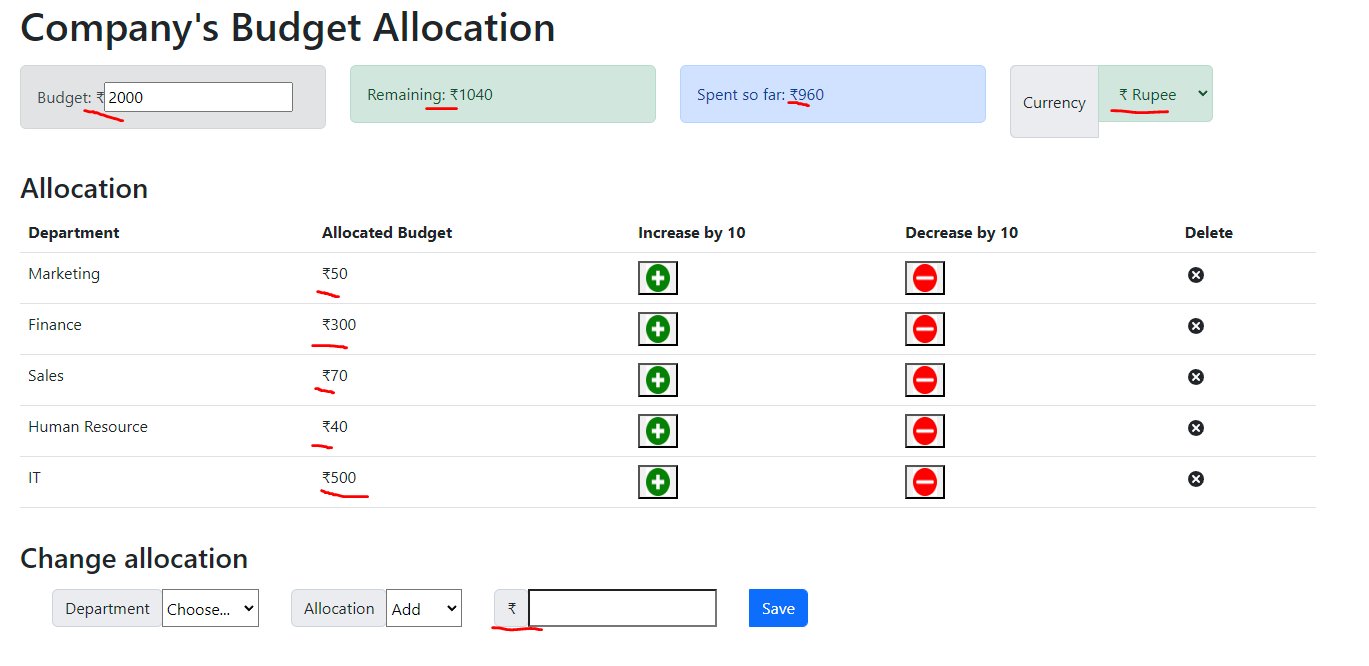 Company's Budget Allocation
Budget: ₹ 2000 Remaining: ₹1040 Spent so far: ₹960 Currency ₹ Rupee
Allocation
Department Allocated Budget Increase by 10 Decrease by 10 Delete
Marketing ₹50
Finance ₹300
Sales ₹70
Human Resource ₹40
IT ₹500
Change allocation
Department Choose... Allocation Add ₹ Save